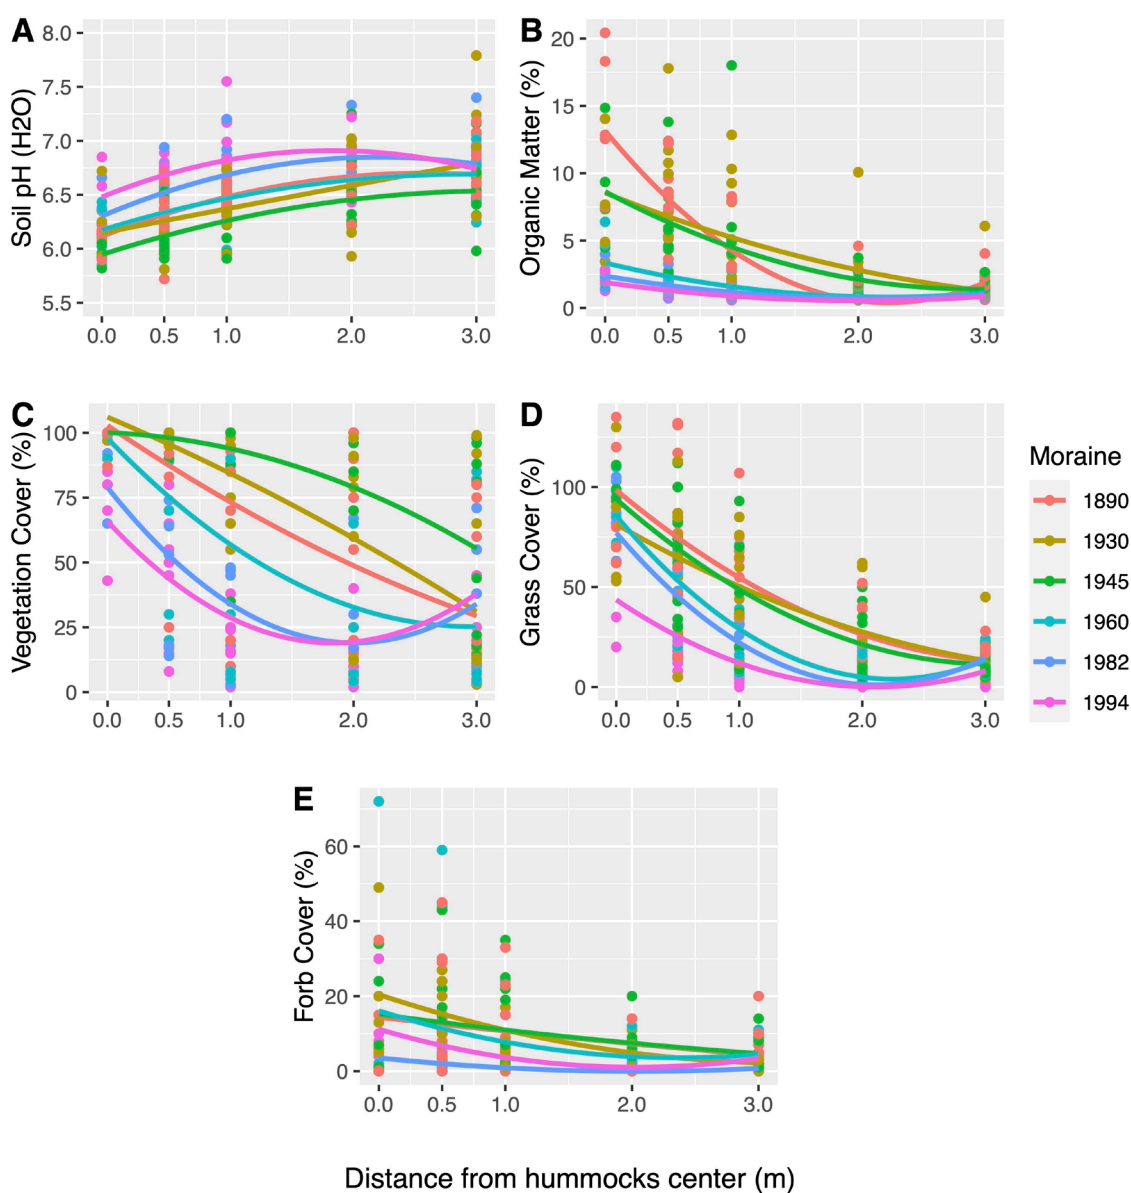 A
B
Soil pH (H2O)
8.0
7.5
7.0
6.5
6.0
5.5
0.0 0.5 1.0 2.0 3.0
Organic Matter (%)
20
15
10
5
0
0.0 0.5 1.0 2.0 3.0
C
D
Vegetation Cover (%)
100
75
50
25
0
0.0 0.5 1.0 2.0 3.0
Grass Cover (%)
100
50
0
0.0 0.5 1.0 2.0 3.0
Moraine
1890
1930
1945
1960
1982
1994
E
Forb Cover (%)
60
40
20
0
0.0 0.5 1.0 2.0 3.0
Distance from hummocks center (m)